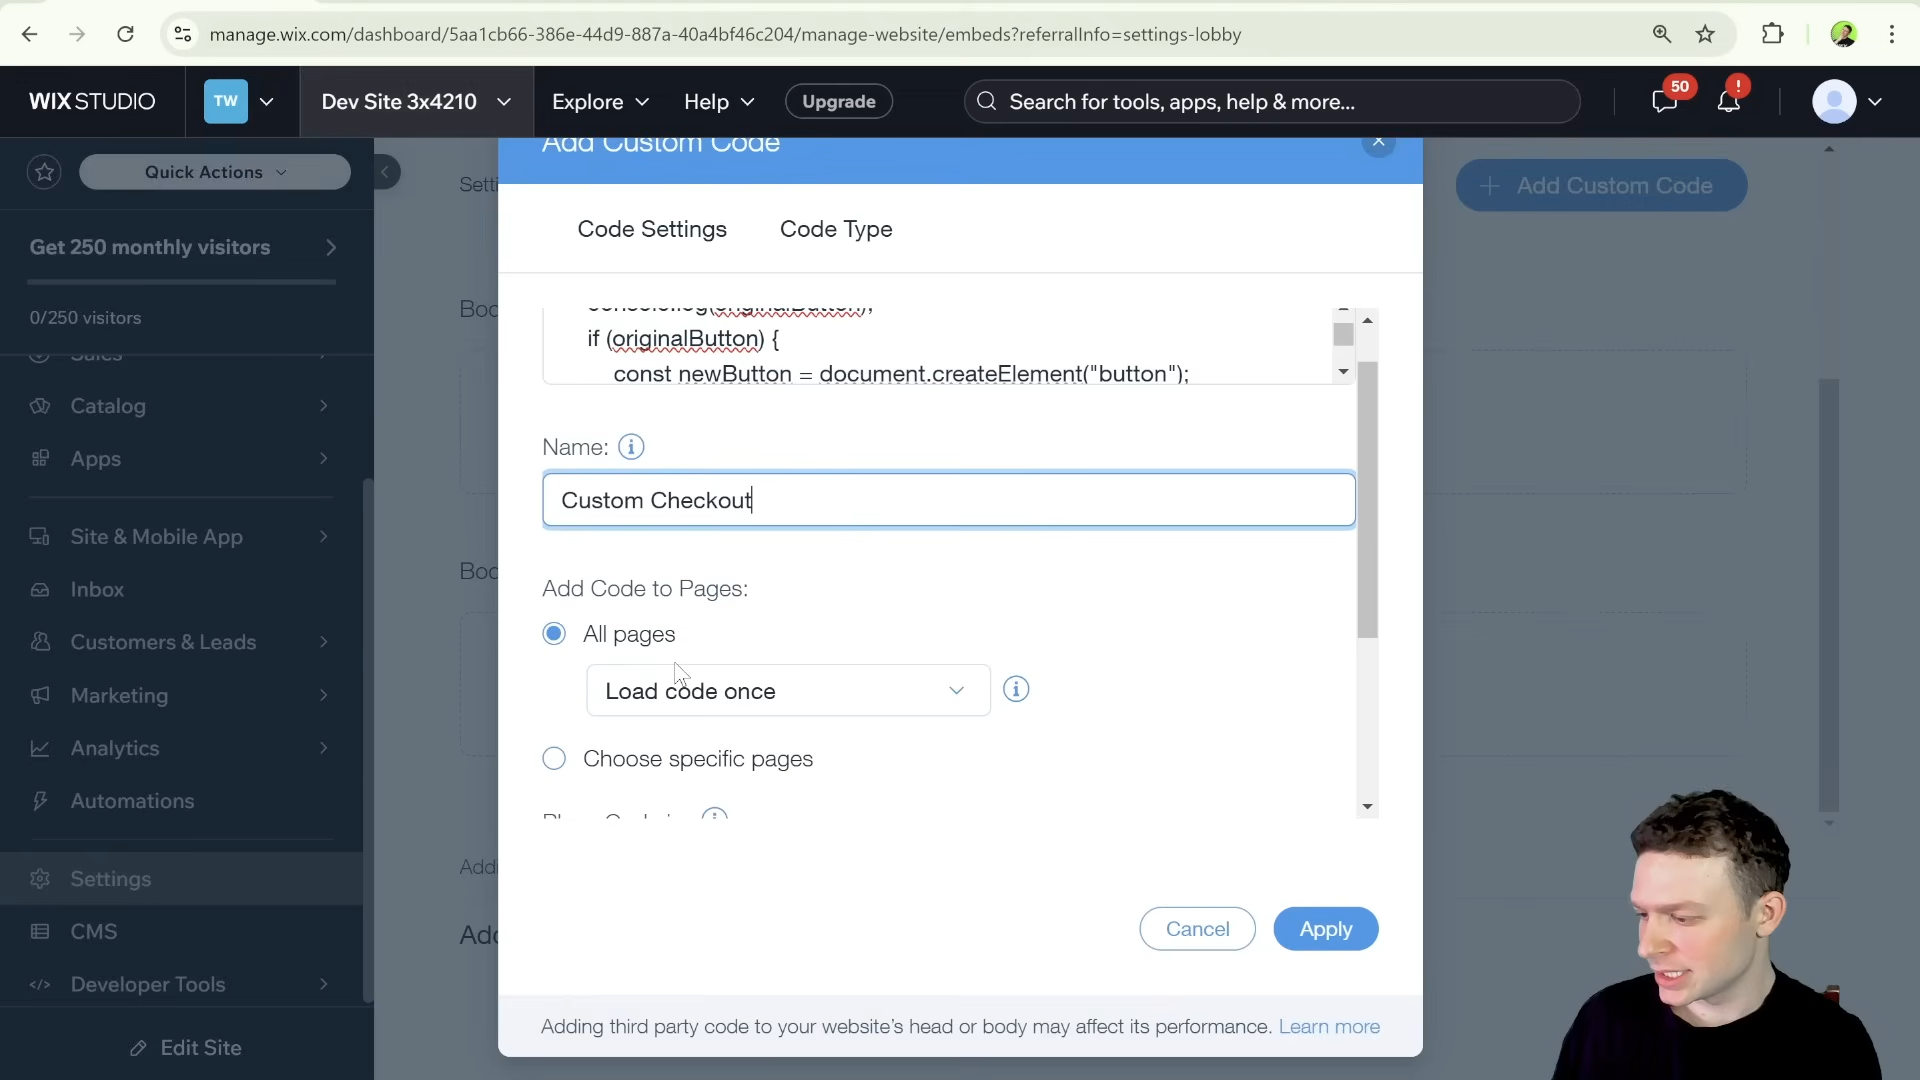 manage.wix.com/dashboard/5aa1cb66-386e-44d9-887a-40a4bf46c204/manage-website/embeds?referralInfo=settings-lobby
WIX STUDIO
TW
Dev Site 3x4210
Explore
Help
Upgrade
Search for tools, apps, help & more...
50
!
Quick Actions
Get 250 monthly visitors
0/250 visitors
Sales
Catalog
Apps
Site & Mobile App
Inbox
Customers & Leads
Marketing
Analytics
Automations
Settings
CMS
Developer Tools
Edit Site
+ Add Custom Code
Add Custom Code
Code Settings
Code Type
console.log(originalButton);
if (originalButton) {
const newButton = document.createElement("button");
Name:
Custom Checkout
Add Code to Pages:
All pages
Load code once
Choose specific pages
Cancel
Apply
Adding third party code to your website's head or body may affect its performance. Learn more